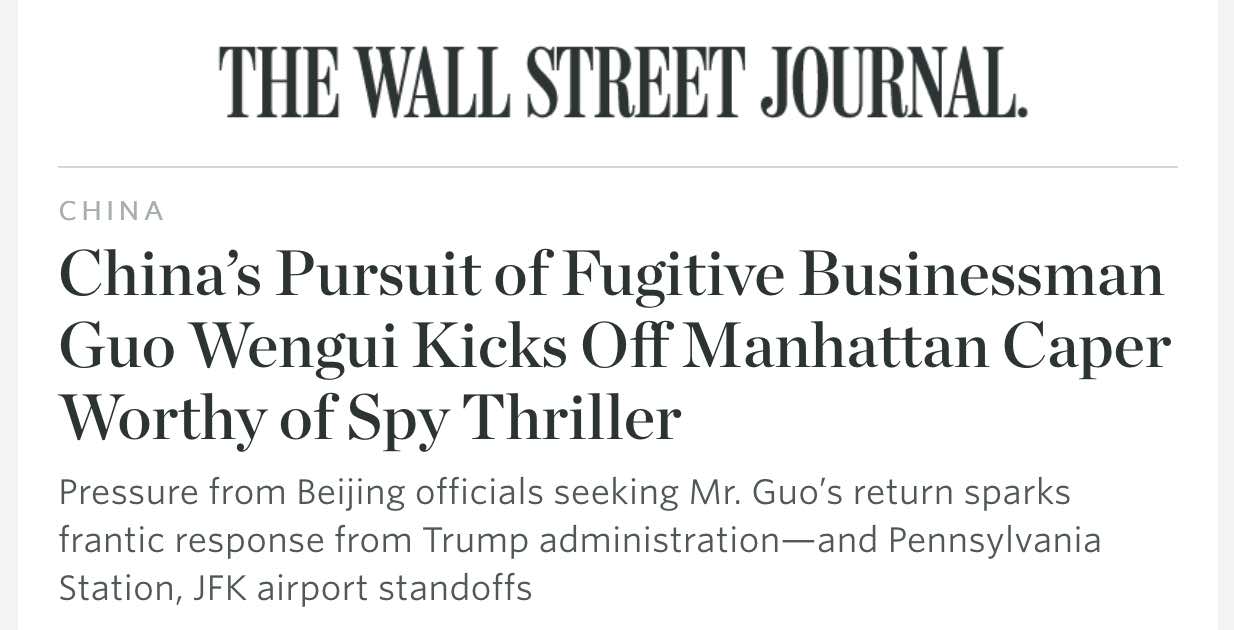 THE WALL STREET JOURNAL.
CHINA
China’s Pursuit of Fugitive Businessman
Guo Wengui Kicks Off Manhattan Caper
Worthy of Spy Thriller
Pressure from Beijing officials seeking Mr. Guo’s return sparks
frantic response from Trump administration—and Pennsylvania
Station, JFK airport standoffs